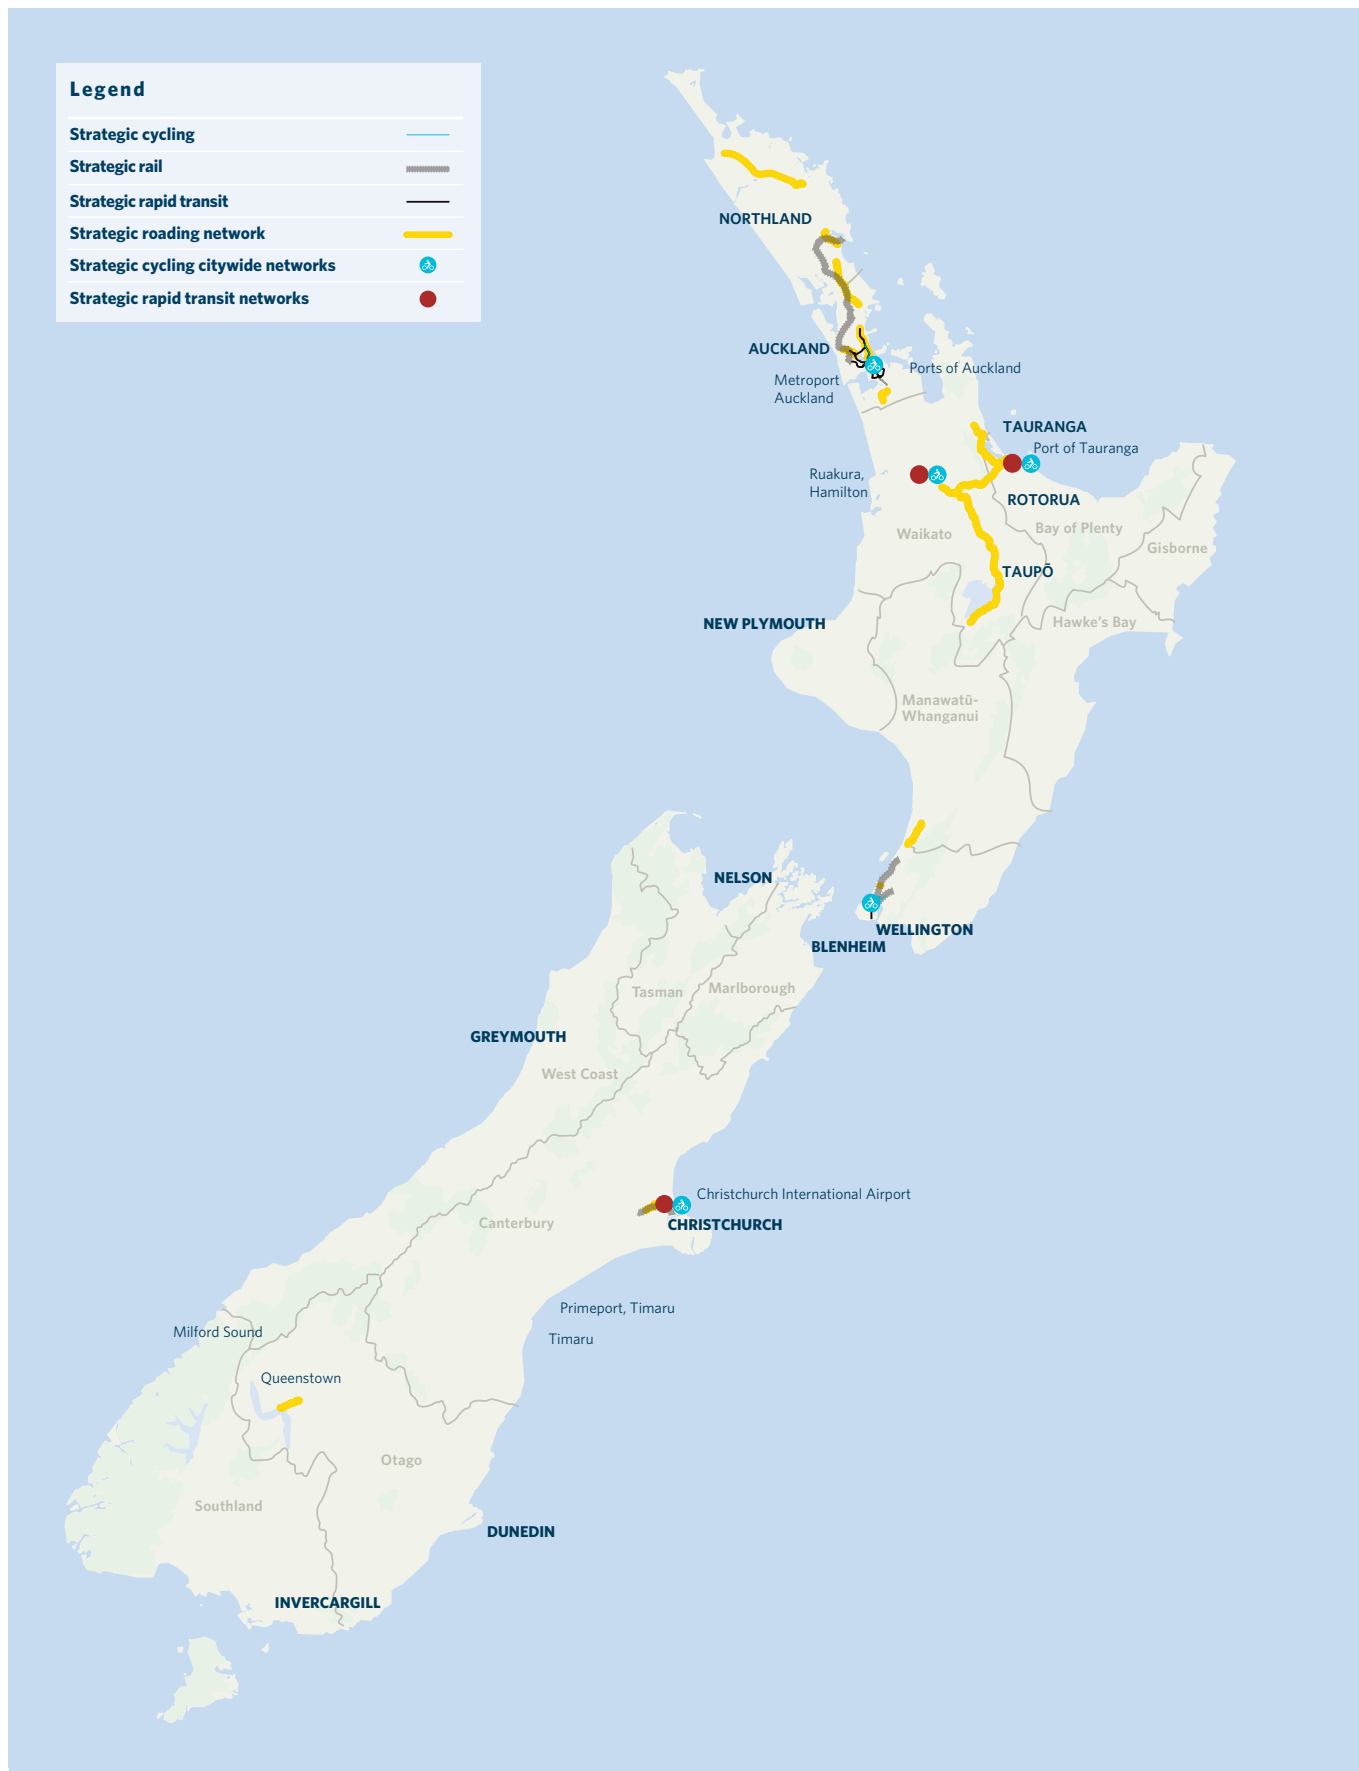 Legend
Strategic cycling
Strategic rail
Strategic rapid transit
Strategic roading network
Strategic cycling citywide networks
Strategic rapid transit networks
NORTHLAND
AUCKLAND
Ports of Auckland
Metroport
Auckland
TAURANGA
Port of Tauranga
Ruakura,
Hamilton
ROTORUA
Bay of Plenty
Waikato
Gisborne
TAUPŌ
NEW PLYMOUTH
Hawke's Bay
Manawatū-
Whanganui
NELSON
WELLINGTON
BLENHEIM
Tasman
Marlborough
GREYMOUTH
West Coast
Christchurch International Airport
Canterbury
CHRISTCHURCH
Primeport, Timaru
Milford Sound
Timaru
Queenstown
Otago
Southland
DUNEDIN
INVERCARGILL